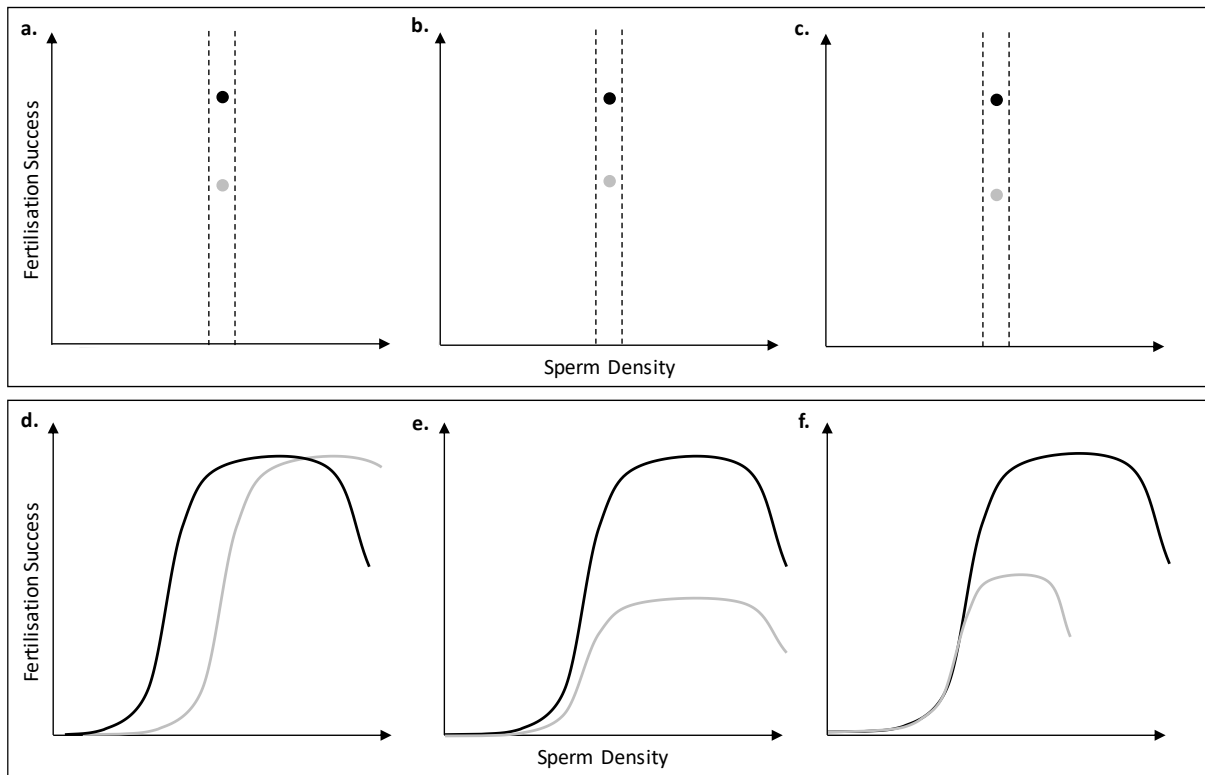 a.
b.
c.
Fertilisation Success
Sperm Density
d.
e.
f.
Fertilisation Success
Sperm Density